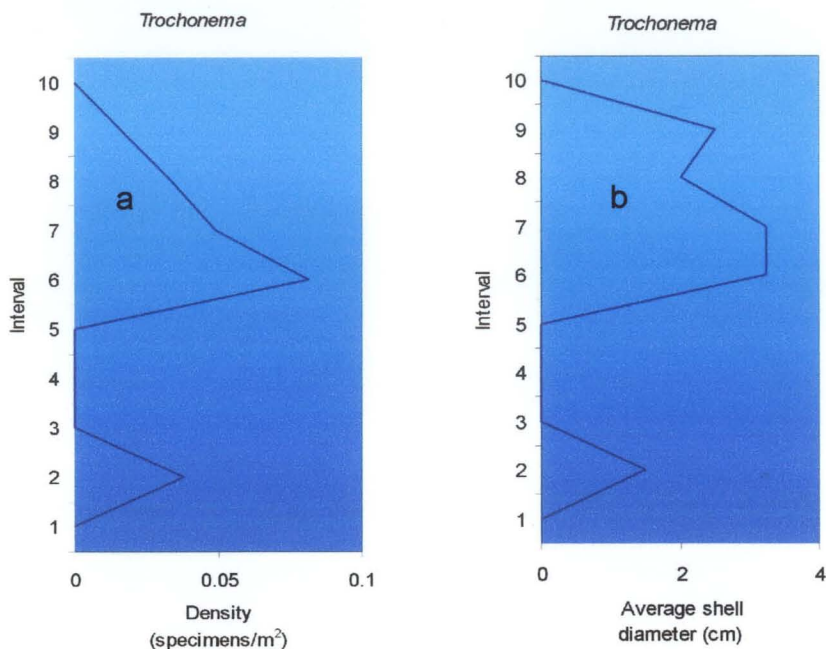 Trochonema
10
9
8
7
6
5
4
3
2
1
Interval
a
0
0.05
0.1
Density
(specimens/m²)
Trochonema
10
9
8
7
6
5
4
3
2
1
Interval
b
0
2
4
Average shell
diameter (cm)